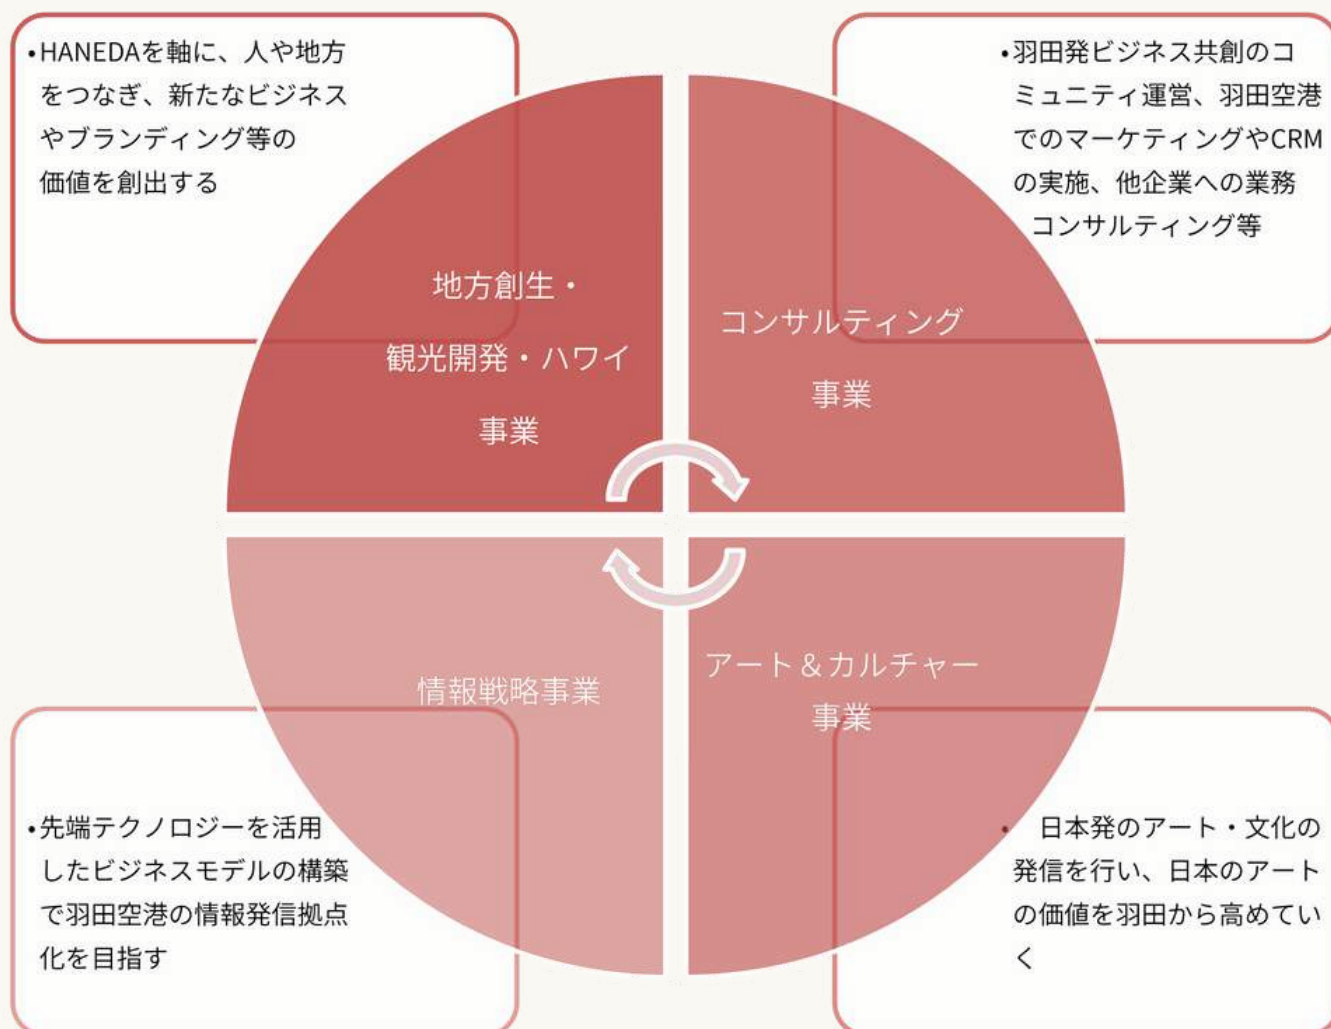 •HANEDAを軸に、人や地方
をつなぎ、新たなビジネス
やブランディング等の
価値を創出する
•羽田発ビジネス共創のコ
ミュニティ運営、羽田空港
でのマーケティングやCRM
の実施、他企業への業務
コンサルティング等
地方創生・
観光開発・ハワイ
事業
コンサルティング
事業
情報戦略事業
アート＆カルチャー
事業
•先端テクノロジーを活用
したビジネスモデルの構築
で羽田空港の情報発信拠点
化を目指す
•　日本発のアート・文化の
発信を行い、日本のアート
の価値を羽田から高めてい
く